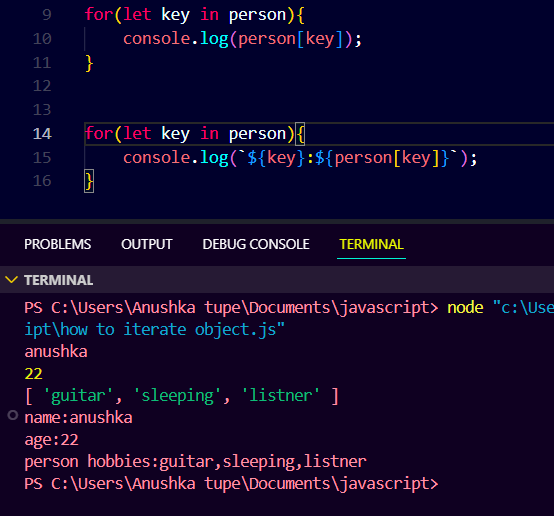 9 for(let key in person){
10 console.log(person[key]);
11 }
12
13
14 for(let key in person){
15 console.log(`${key}:${person[key]}`);
16 }
PROBLEMS OUTPUT DEBUG CONSOLE TERMINAL
TERMINAL
PS C:\Users\Anushka tupe\Documents\javascript> node "c:\Use
ipt\how to iterate object.js"
anushka
22
[ 'guitar', 'sleeping', 'listner' ]
name:anushka
age:22
person hobbies:guitar,sleeping,listner
PS C:\Users\Anushka tupe\Documents\javascript>